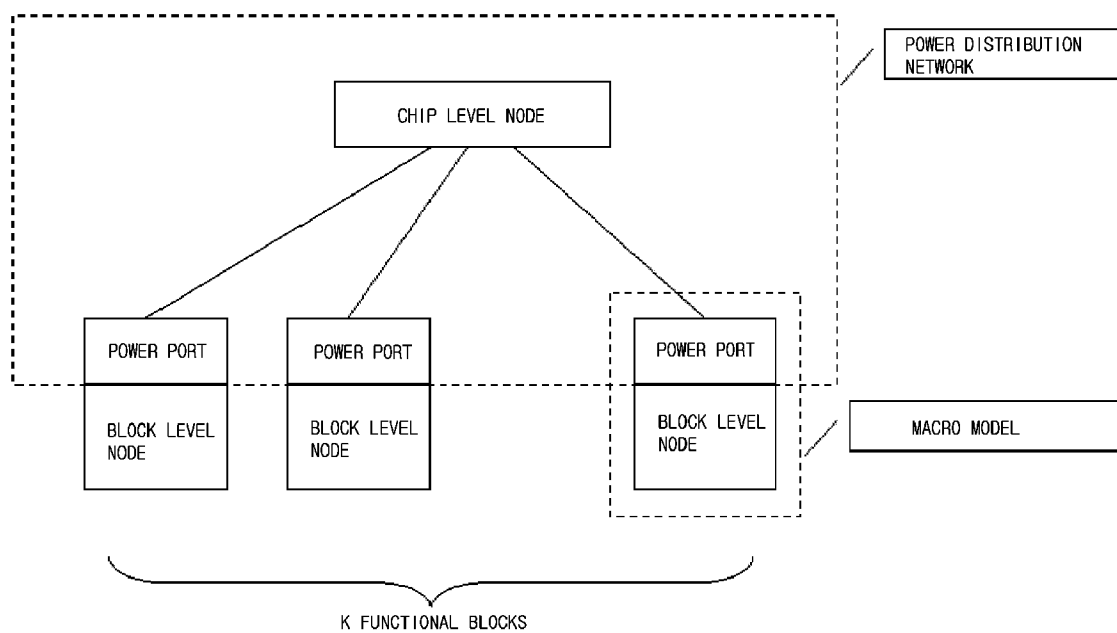 POWER DISTRIBUTION
NETWORK
CHIP LEVEL NODE
POWER PORT
POWER PORT
POWER PORT
BLOCK LEVEL
NODE
BLOCK LEVEL
NODE
BLOCK LEVEL
NODE
MACRO MODEL
K FUNCTIONAL BLOCKS